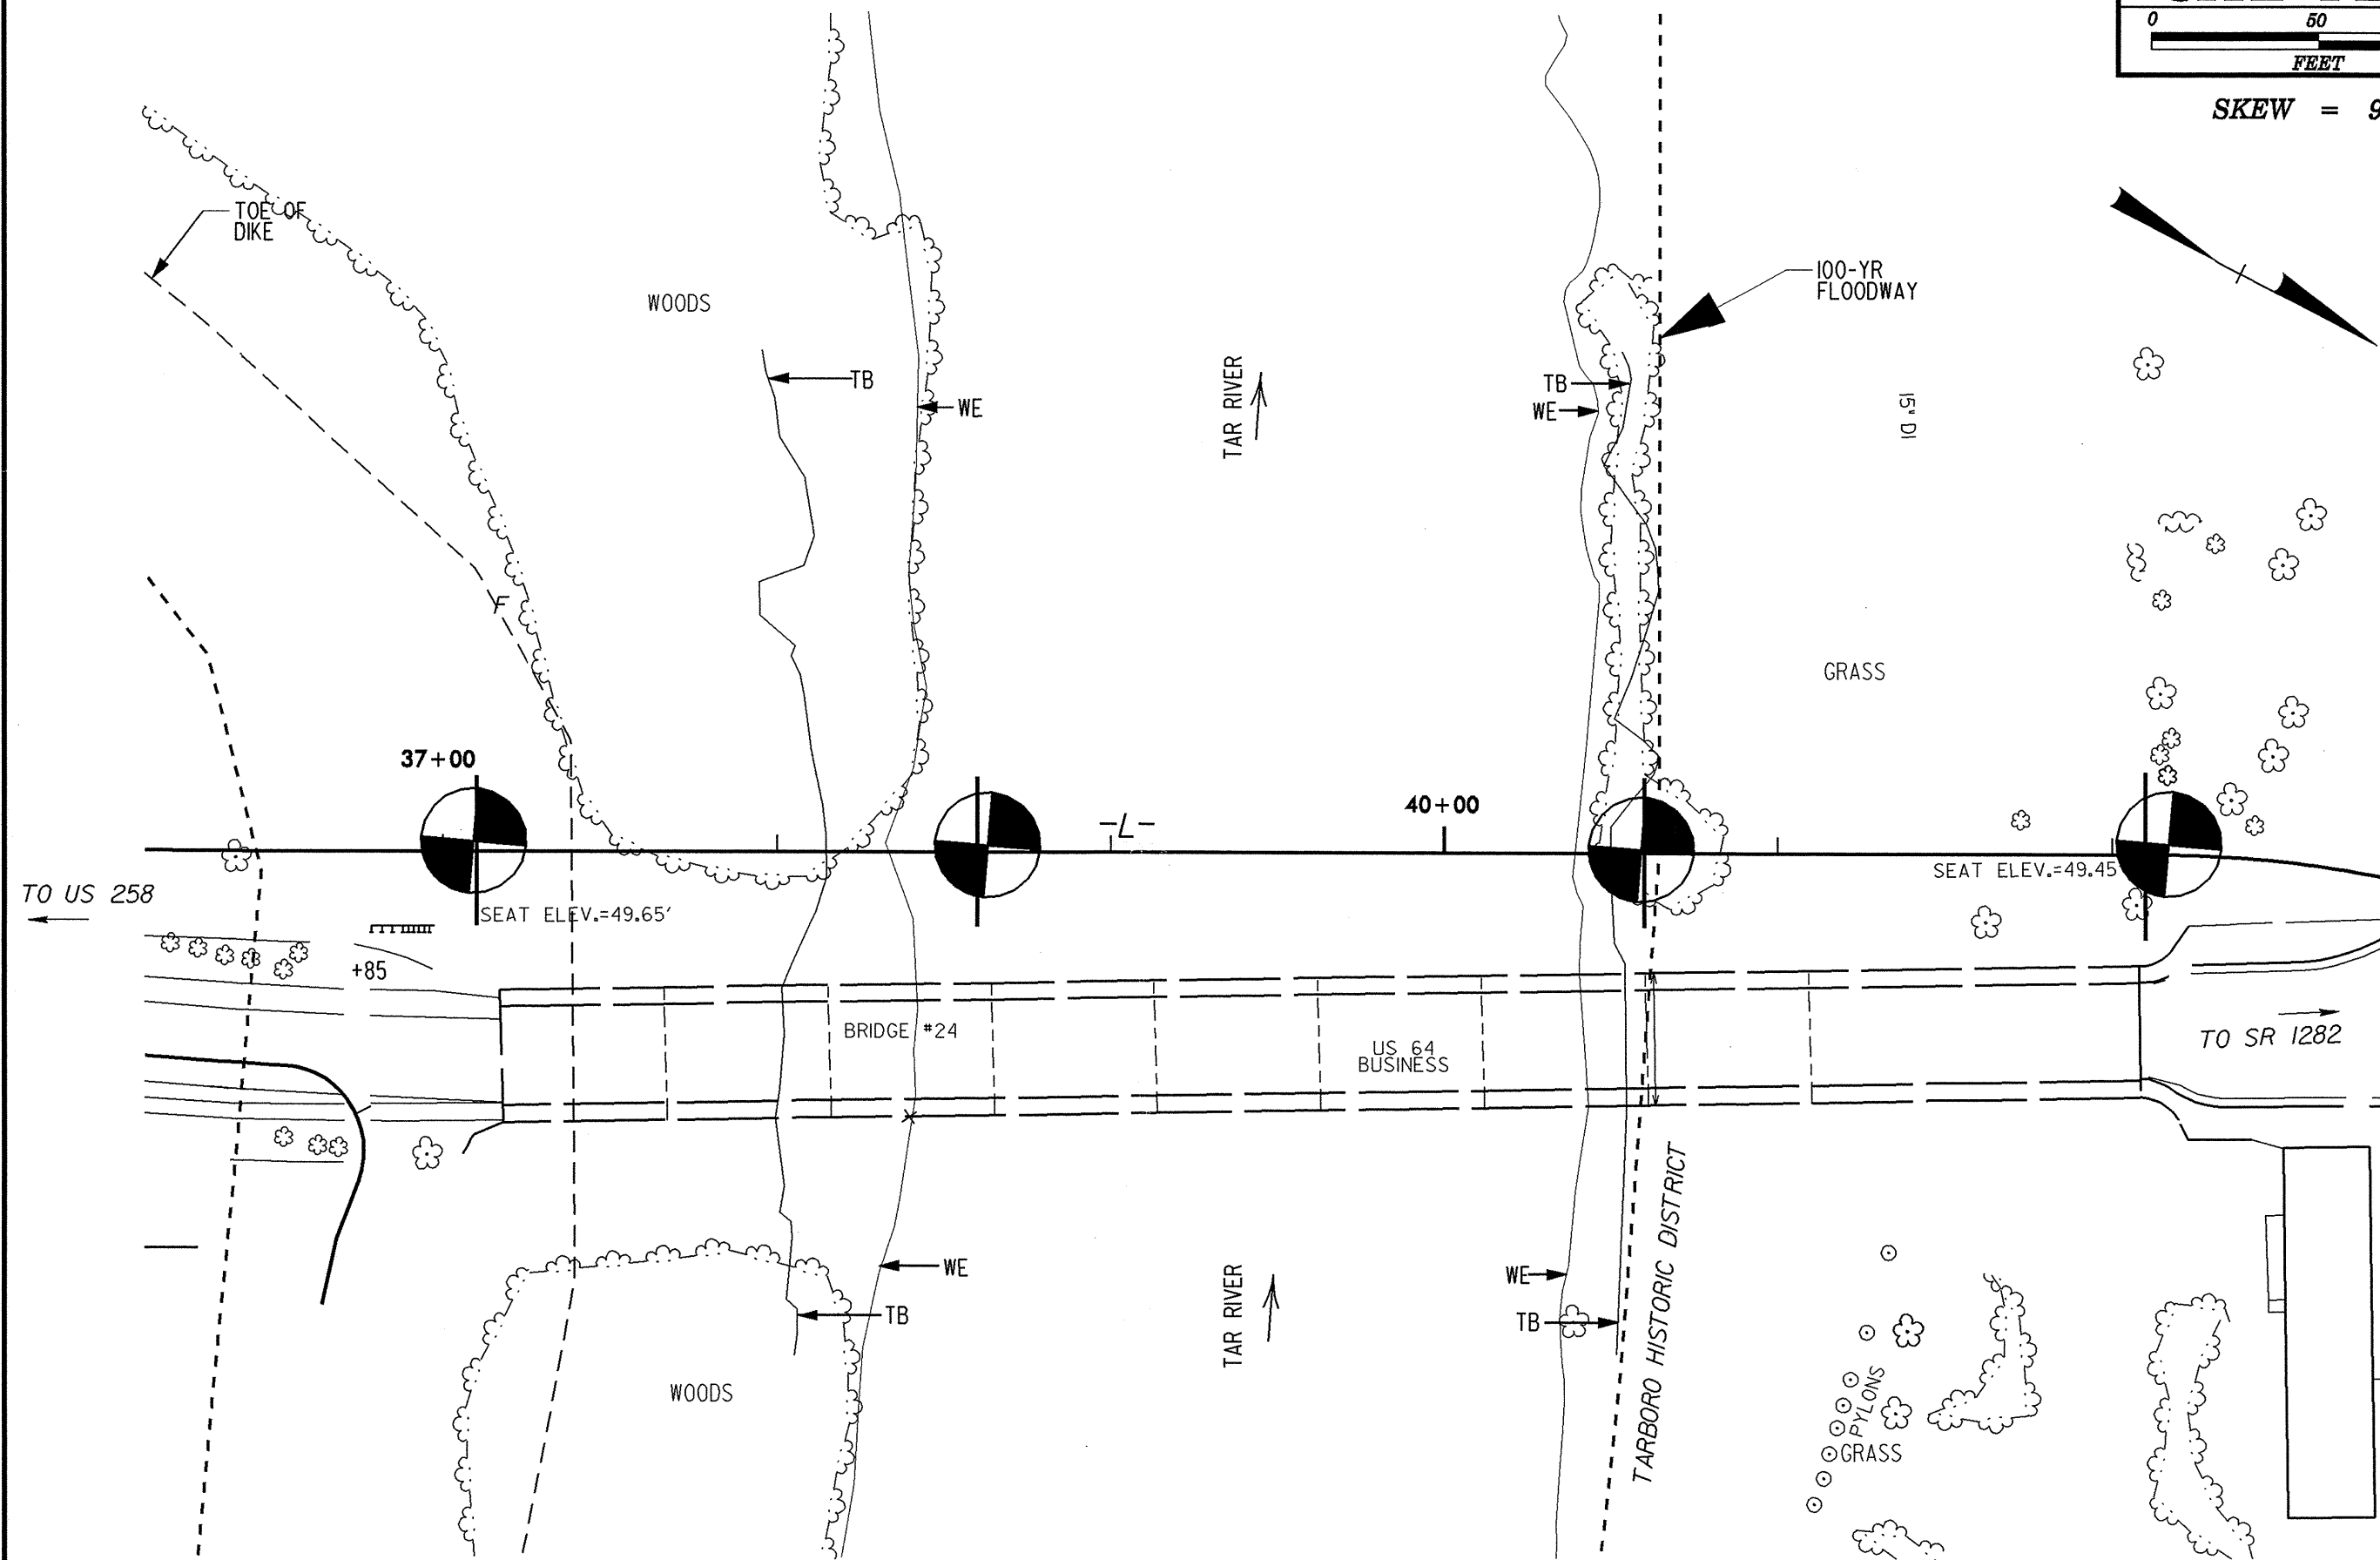 0 50
FEET
SKEW = 9
TOE OF
DIKE
WOODS
100-YR
FLOODWAY
TB
WE
TAR RIVER
TB
WE
15" DI
GRASS
37+00
-L-
40+00
SEAT ELEV.=49.45
TO US 258
SEAT ELEV.=49.65'
+85
F
BRIDGE #24
US 64
BUSINESS
TO SR 1282
TARBORO HISTORIC DISTRICT
WE
TB
TAR RIVER
WE
TB
WOODS
PYLONS
GRASS